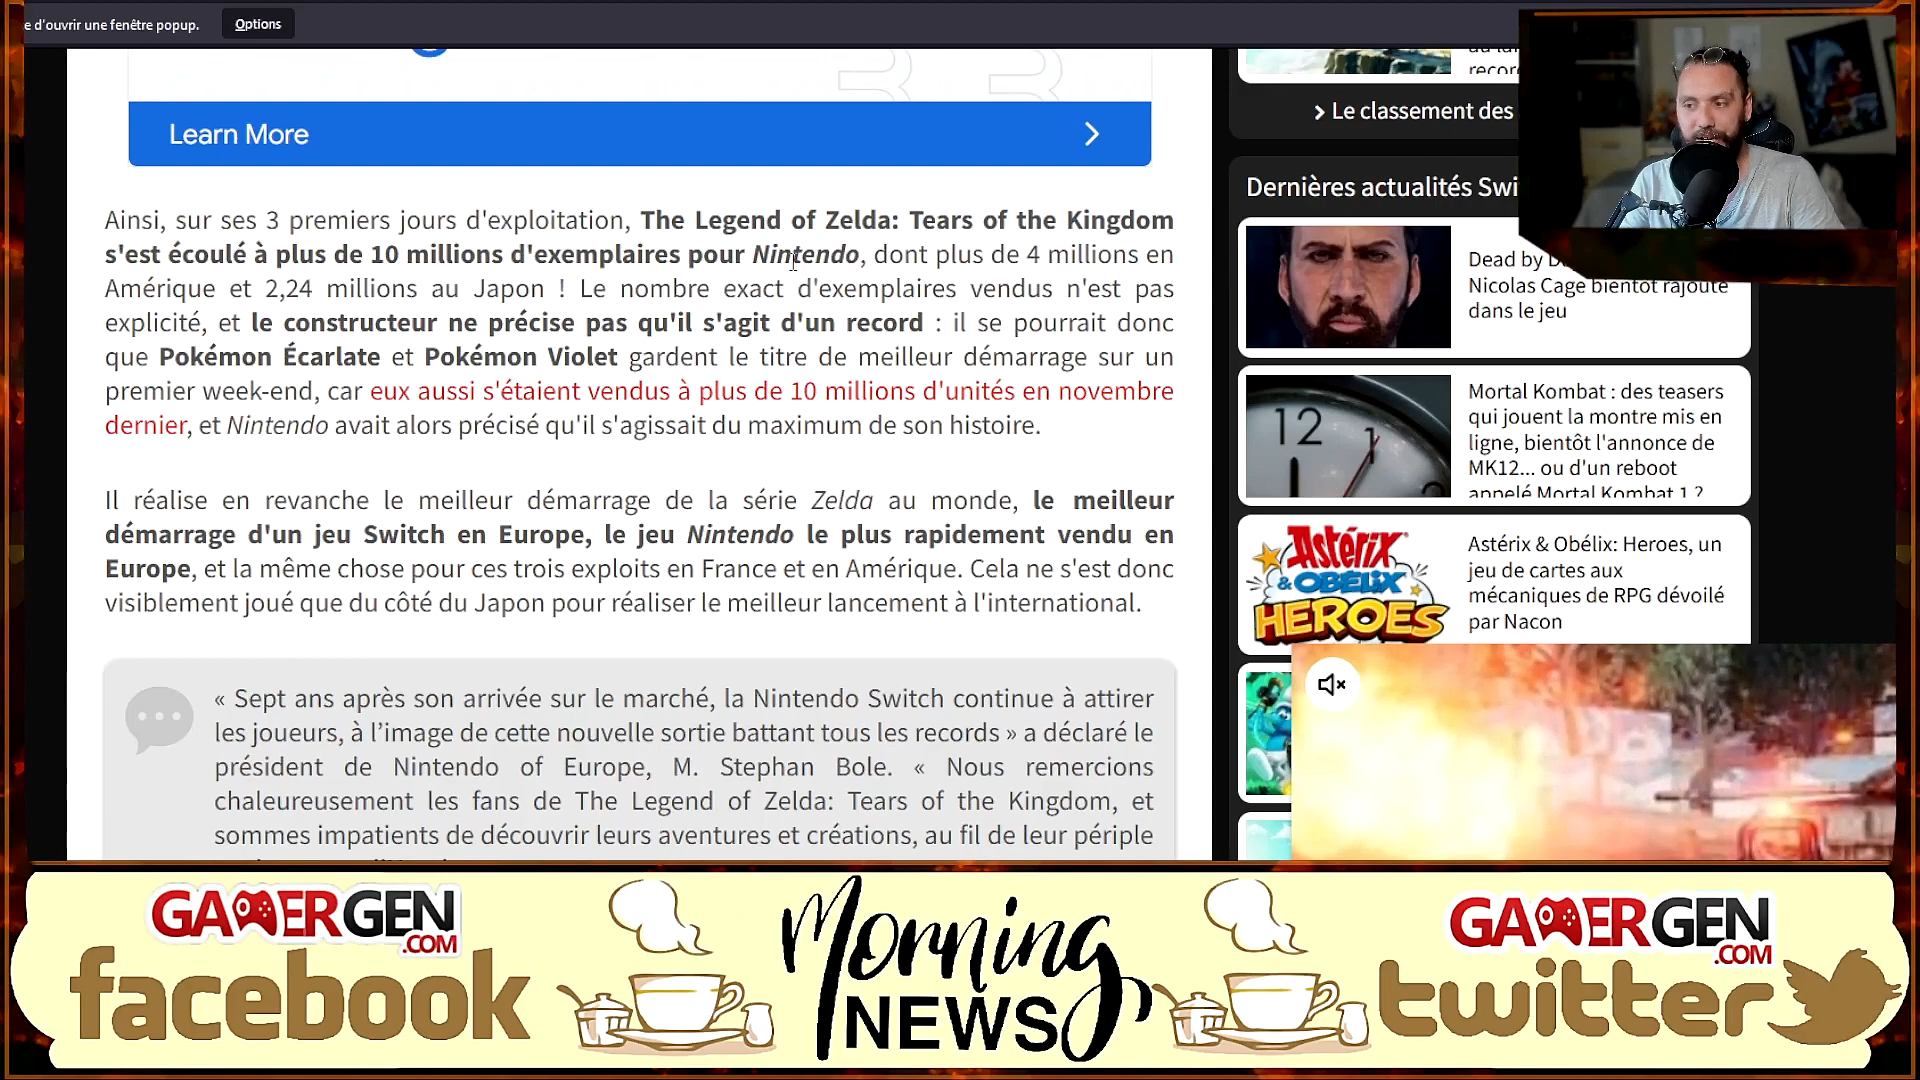 e d'ouvrir une fenêtre popup.
Options
Learn More
Ainsi, sur ses 3 premiers jours d'exploitation, The Legend of Zelda: Tears of the Kingdom
s'est écoulé à plus de 10 millions d'exemplaires pour Nintendo, dont plus de 4 millions en
Amérique et 2,24 millions au Japon ! Le nombre exact d'exemplaires vendus n'est pas
explicité, et le constructeur ne précise pas qu'il s'agit d'un record : il se pourrait donc
que Pokémon Écarlate et Pokémon Violet gardent le titre de meilleur démarrage sur un
premier week-end, car eux aussi s'étaient vendus à plus de 10 millions d'unités en novembre
dernier, et Nintendo avait alors précisé qu'il s'agissait du maximum de son histoire.
Il réalise en revanche le meilleur démarrage de la série Zelda au monde, le meilleur
démarrage d'un jeu Switch en Europe, le jeu Nintendo le plus rapidement vendu en
Europe, et la même chose pour ces trois exploits en France et en Amérique. Cela ne s'est donc
visiblement joué que du côté du Japon pour réaliser le meilleur lancement à l'international.
« Sept ans après son arrivée sur le marché, la Nintendo Switch continue à attirer
les joueurs, à l'image de cette nouvelle sortie battant tous les records » a déclaré le
président de Nintendo of Europe, M. Stephan Bole. « Nous remercions
chaleureusement les fans de The Legend of Zelda: Tears of the Kingdom, et
sommes impatients de découvrir leurs aventures et créations, au fil de leur périple
record
Le classement des
Dernières actualités Swi
Dead by D
Nicolas Cage bientôt rajouté
dans le jeu
12
1
Mortal Kombat : des teasers
qui jouent la montre mis en
ligne, bientôt l'annonce de
MK12... ou d'un reboot
appelé Mortal Kombat 1 ?
Astérix
& OBÉLIX
HEROES
Astérix & Obélix: Heroes, un
jeu de cartes aux
mécaniques de RPG dévoilé
par Nacon
GAMERGEN
.COM
facebook
Morning
NEWS
GAMERGEN
.COM
twitter